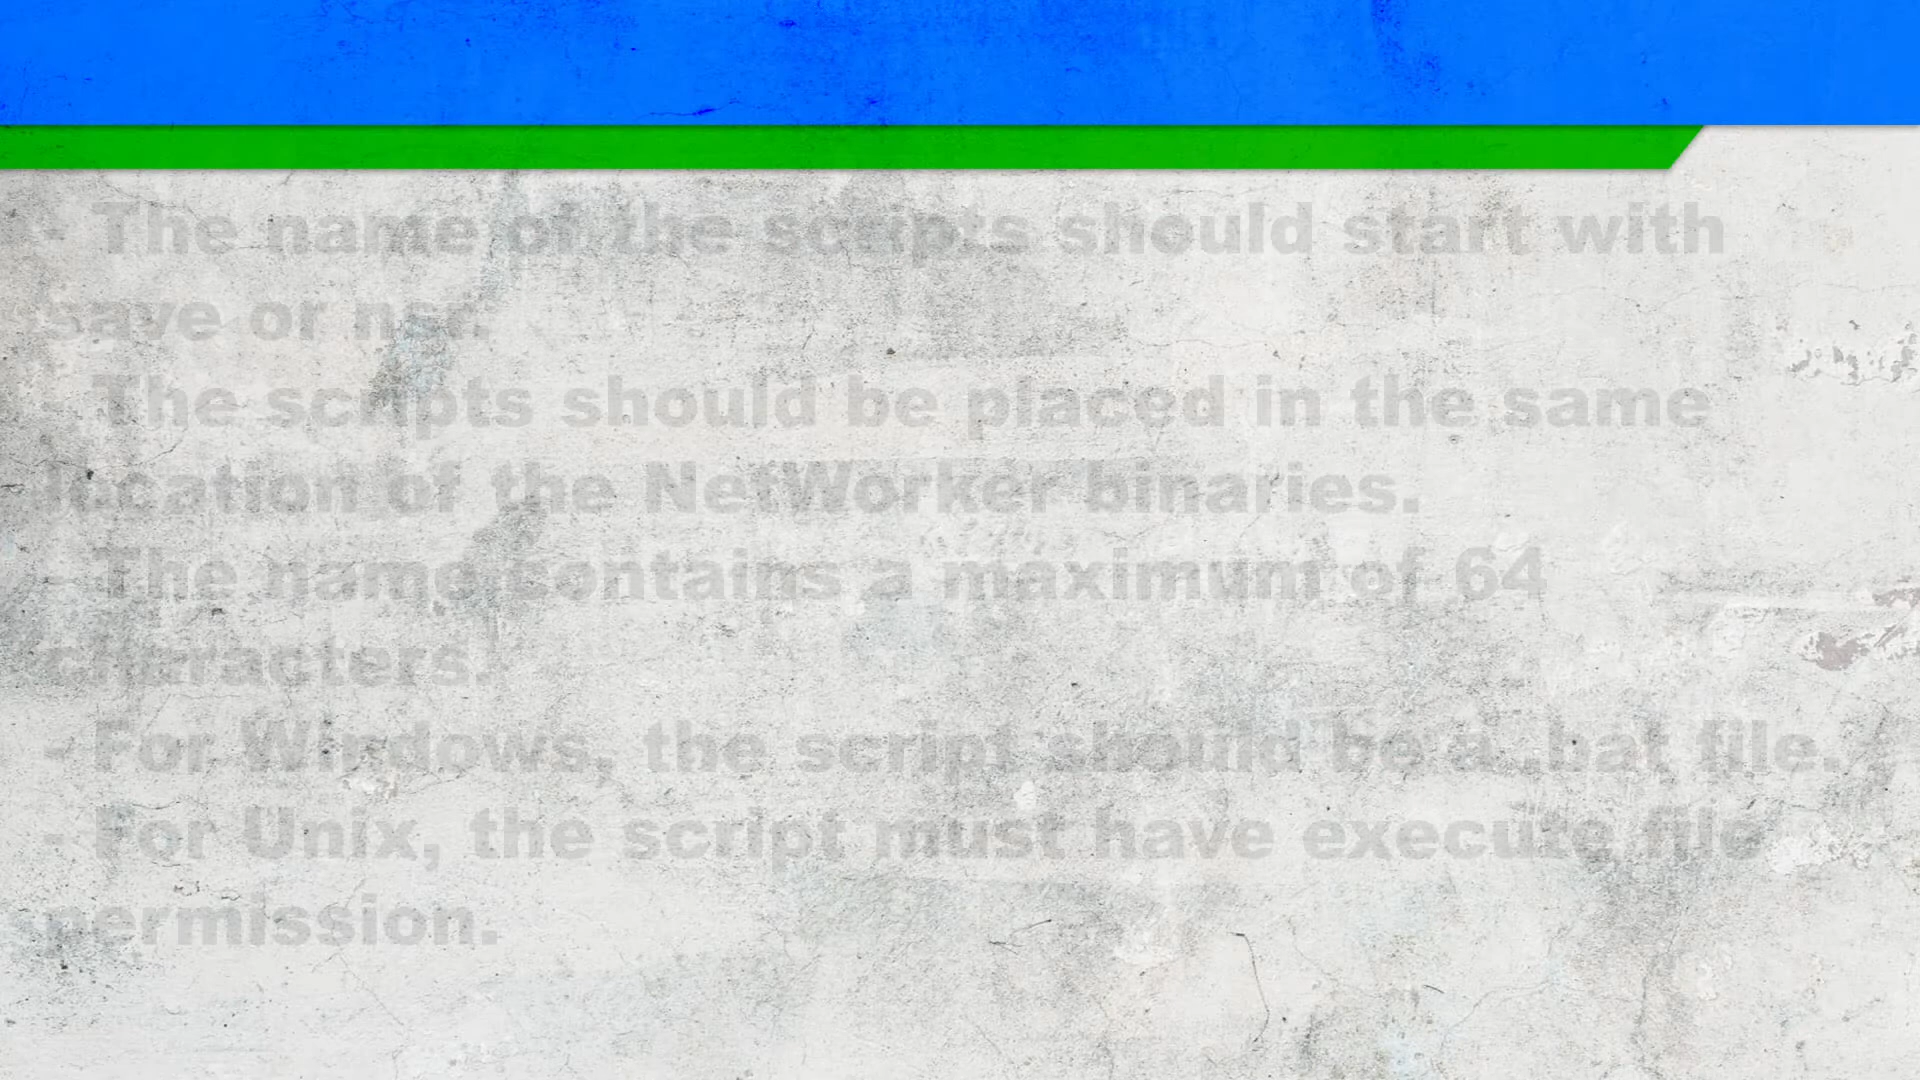 - The name of the scripts should start with
save or nsr.
- The scripts should be placed in the same
location of the NetWorker binaries.
- The name contains a maximum of 64
characters.
- For Windows, the script should be a .bat file.
- For Unix, the script must have execute file
permission.